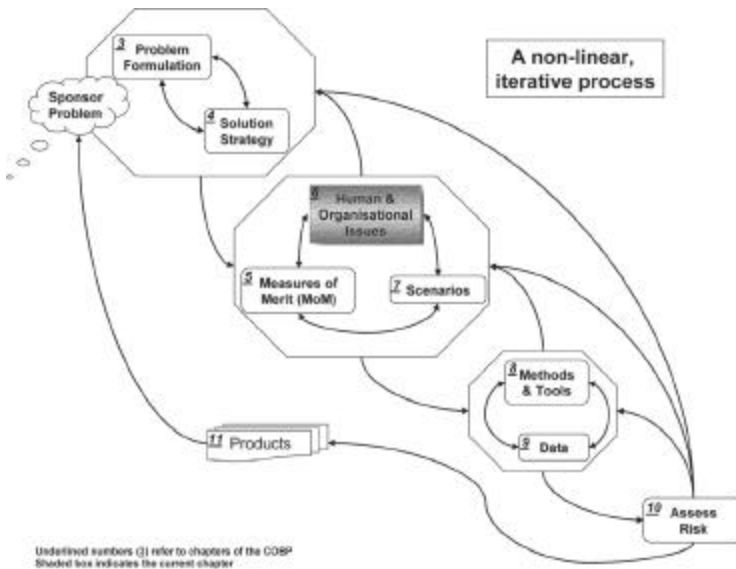 A non-linear,
iterative process
3
Problem
Formulation
Sponsor
Problem
4
Solution
Strategy
6
Human &
Organisational
Issues
5
Measures of
Merit (MoM)
7
Scenarios
8
Methods
& Tools
9
Data
11
Products
10
Assess
Risk
Underlined numbers (3) refer to chapters of the COBP
Shaded box indicates the current chapter